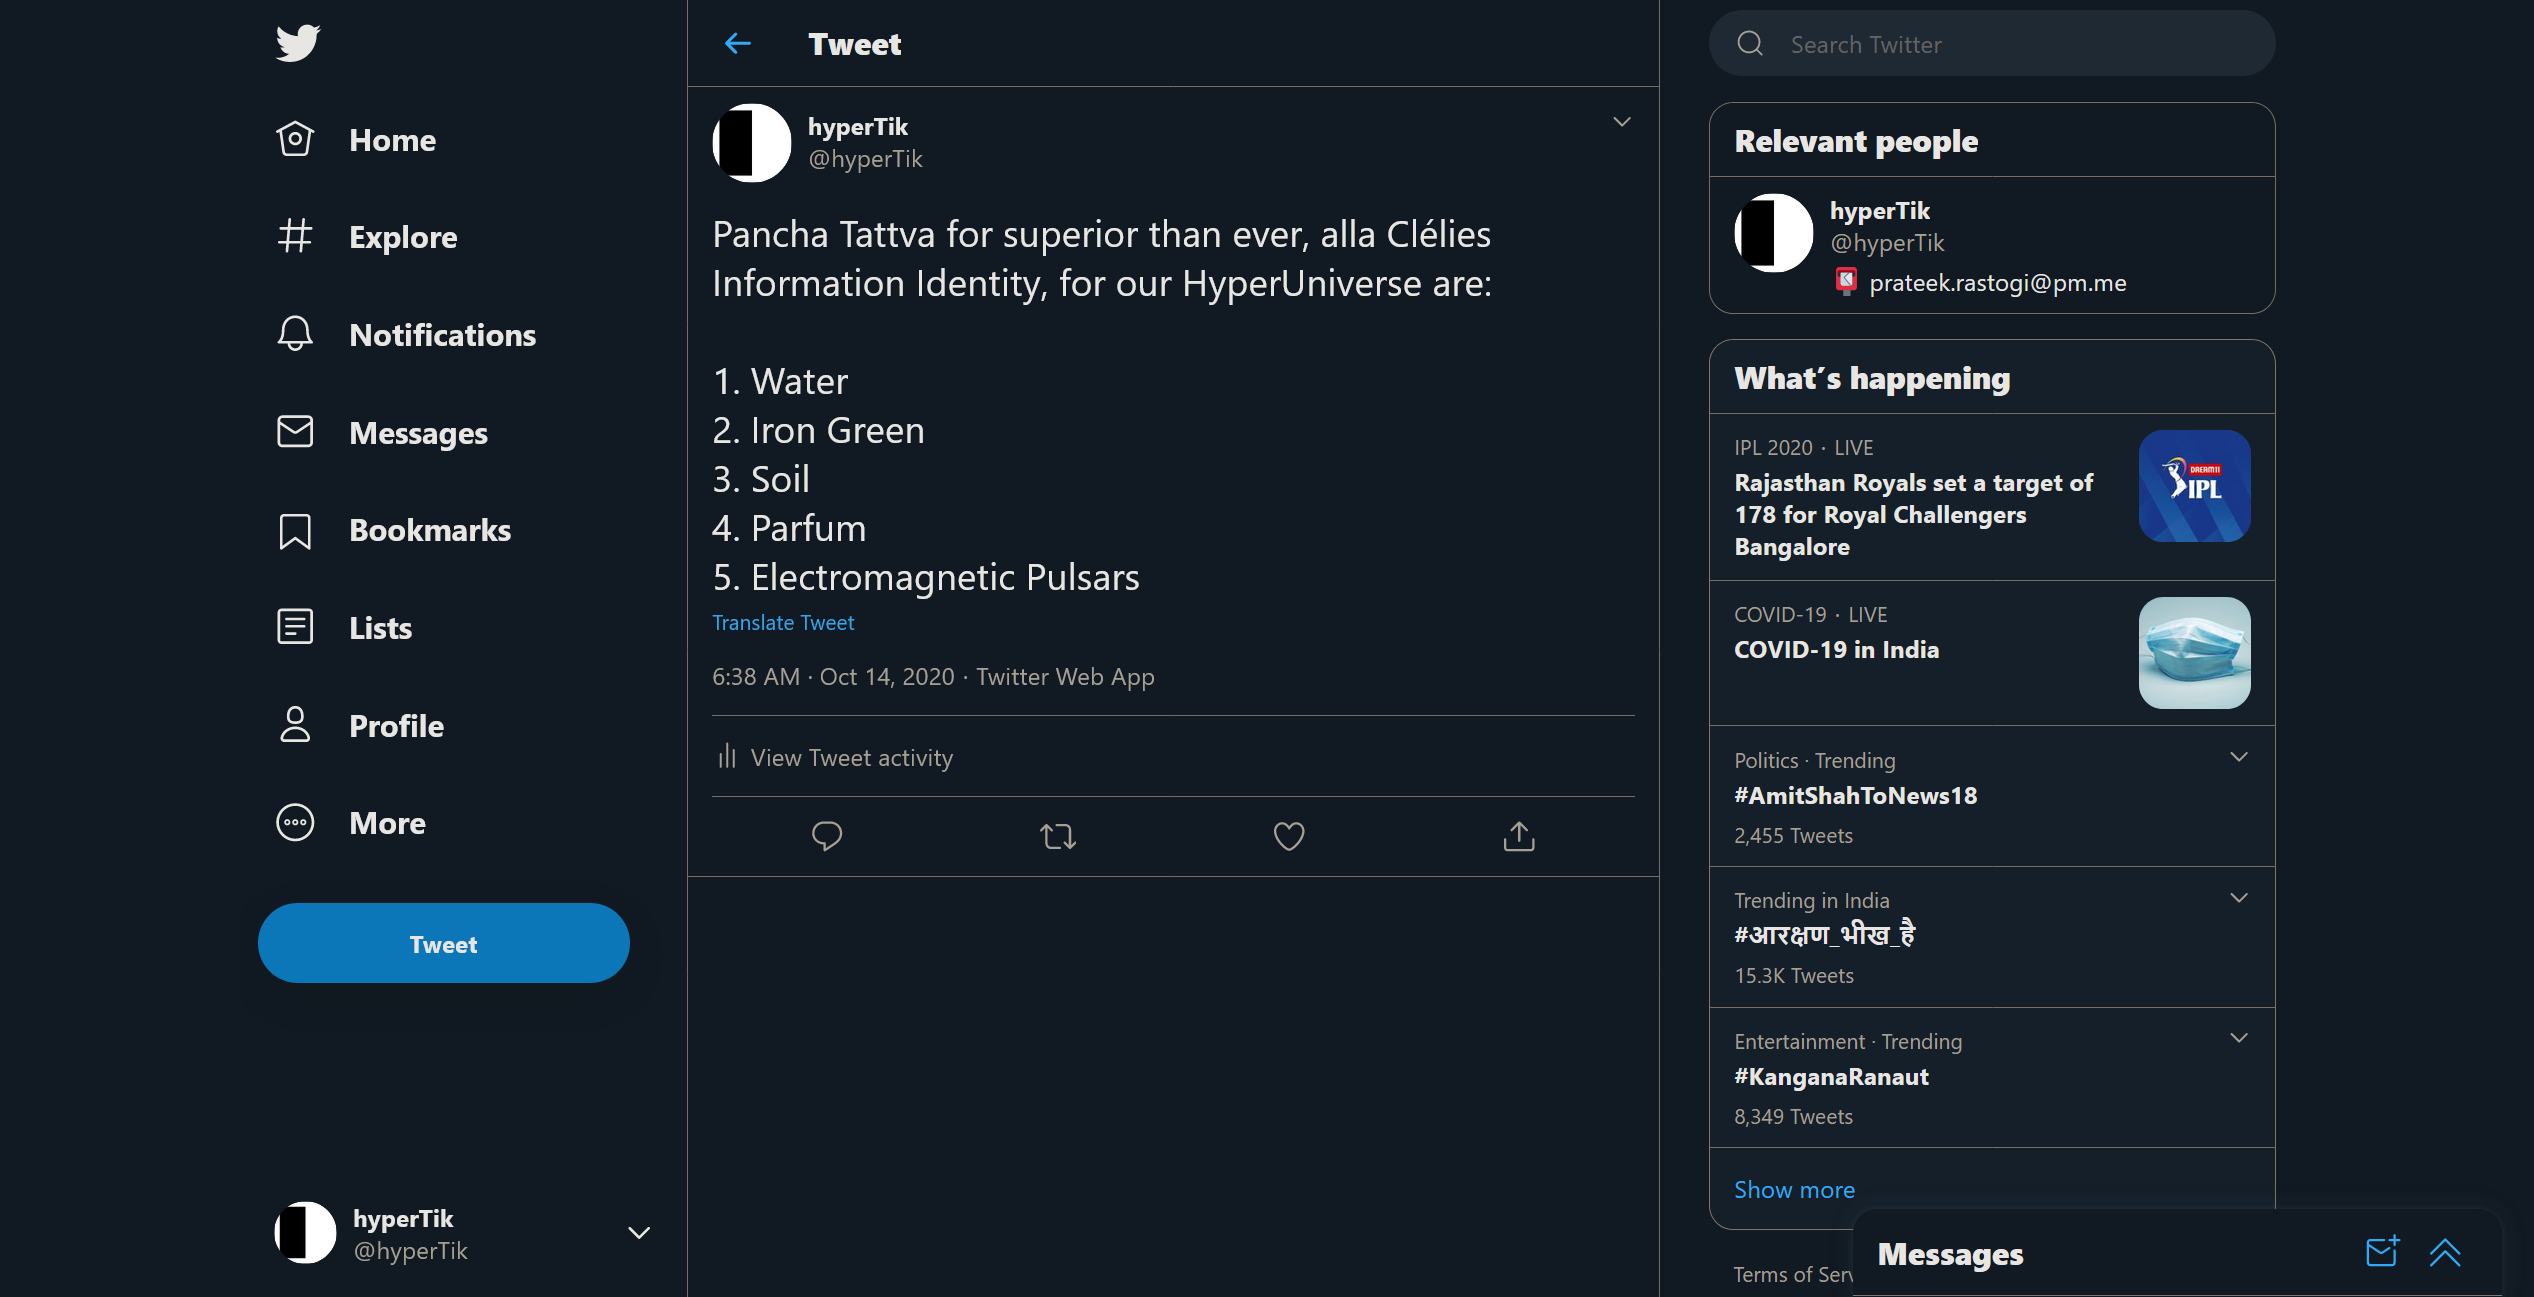 Home
Explore
Notifications
Messages
Bookmarks
Lists
Profile
More
Tweet
hyperTik
@hyperTik
Tweet
hyperTik
@hyperTik
Pancha Tattva for superior than ever, alla Clélies
Information Identity, for our HyperUniverse are:
1. Water
2. Iron Green
3. Soil
4. Parfum
5. Electromagnetic Pulsars
Translate Tweet
6:38 AM · Oct 14, 2020 · Twitter Web App
View Tweet activity
Search Twitter
Relevant people
hyperTik
@hyperTik
prateek.rastogi@pm.me
What´s happening
IPL 2020 · LIVE
Rajasthan Royals set a target of
178 for Royal Challengers
Bangalore
DREAM11
IPL
COVID-19 · LIVE
COVID-19 in India
Politics · Trending
#AmitShahToNews18
2,455 Tweets
Trending in India
#आरक्षण_भीख_है
15.3K Tweets
Entertainment · Trending
#KanganaRanaut
8,349 Tweets
Show more
Terms of Serv
Messages